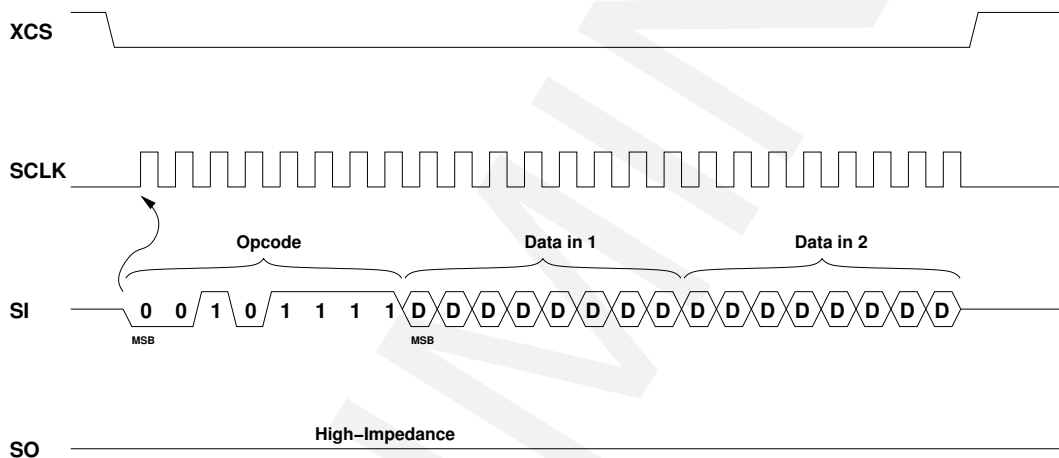 XCS
SCLK
Opcode Data in 1 Data in 2
SI 0 0 1 0 1 1 1 1 D D D D D D D D D D D D D D D D
MSB MSB
High–Impedance
SO